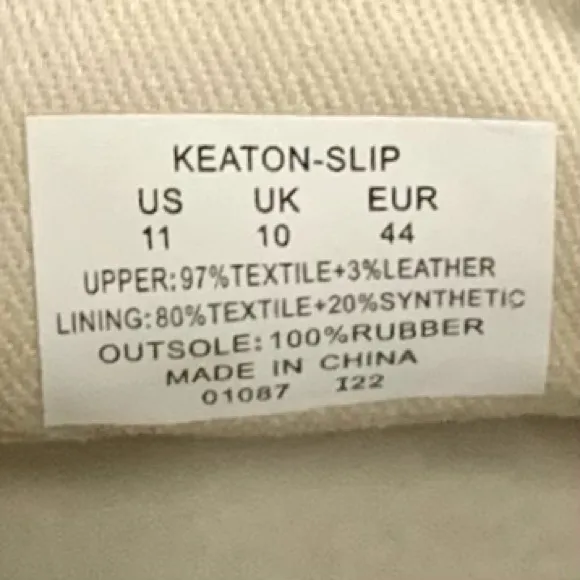 KEATON-SLIP
US UK EUR
11 10 44
UPPER:97%TEXTILE+3%LEATHER
LINING:80%TEXTILE+20%SYNTHETIC
OUTSOLE:100%RUBBER
MADE IN CHINA
01087 I22